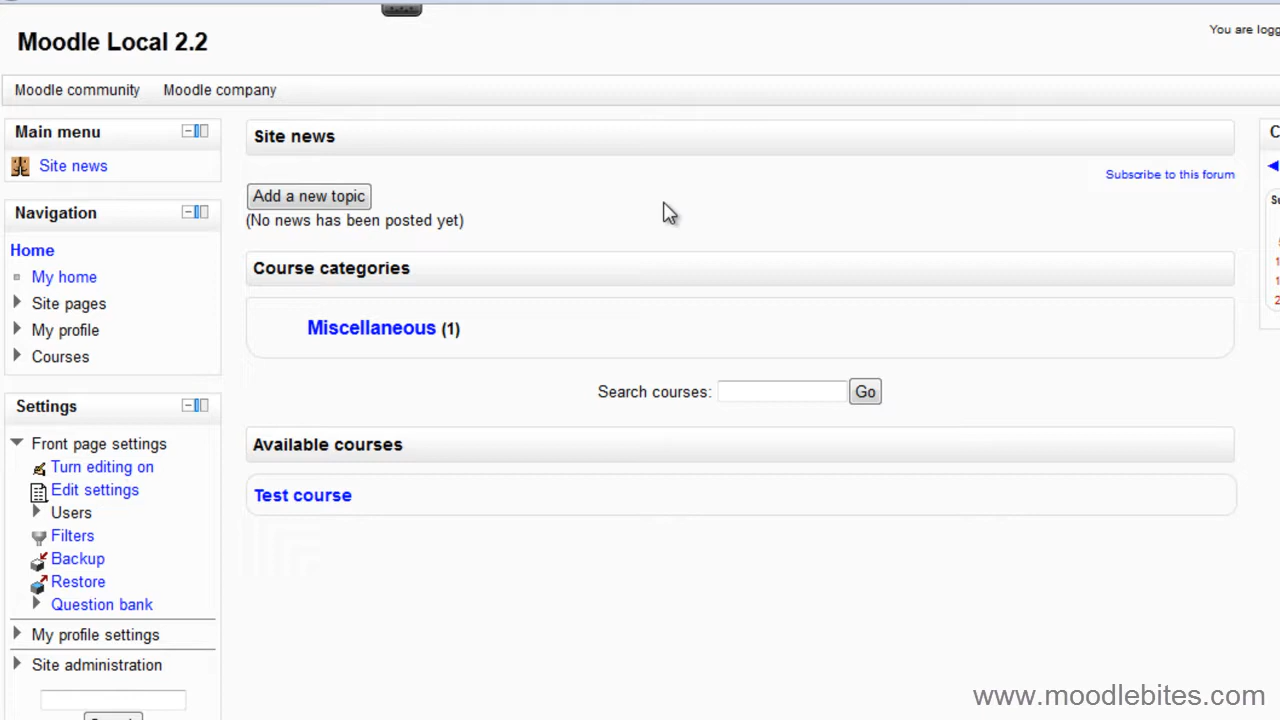 Moodle Local 2.2
You are logg
Moodle community Moodle company
Main menu
Site news
Navigation
Home
My home
Site pages
My profile
Courses
Settings
Front page settings
Turn editing on
Edit settings
Users
Filters
Backup
Restore
Question bank
My profile settings
Site administration
Site news
Subscribe to this forum
Add a new topic
(No news has been posted yet)
Course categories
Miscellaneous (1)
Search courses: Go
Available courses
Test course
C
Su
www.moodlebites.com